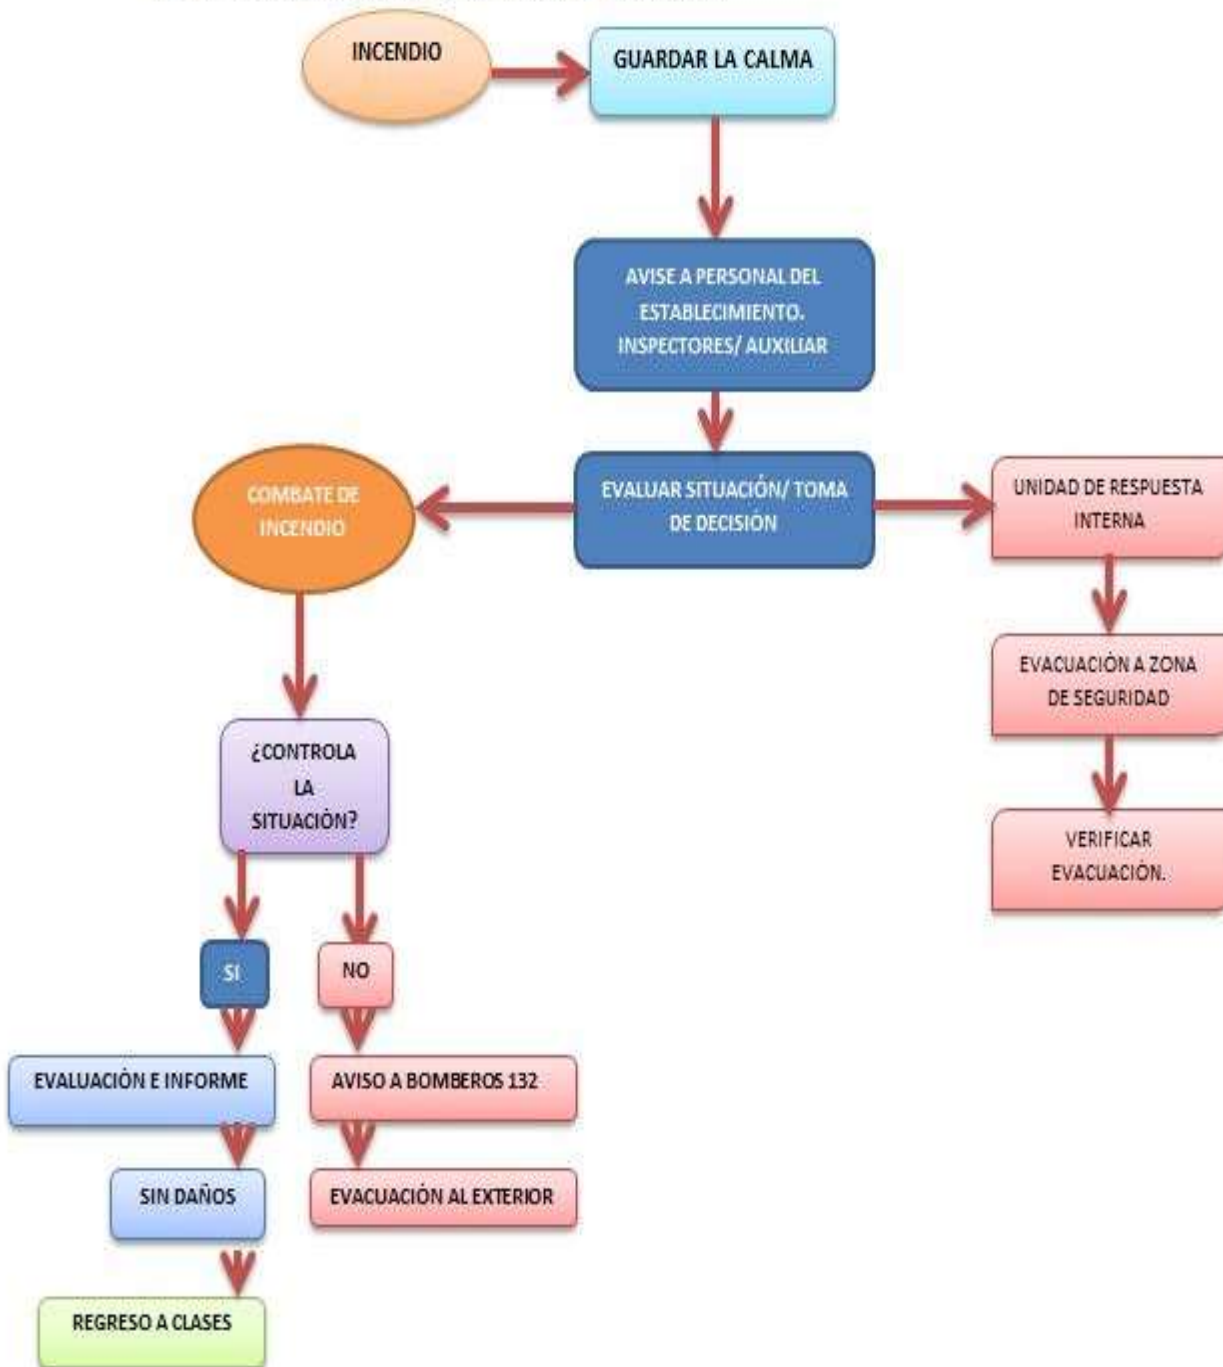 INCENDIO
GUARDAR LA CALMA
AVISE A PERSONAL DEL
ESTABLECIMIENTO.
INSPECTORES/ AUXILIAR
COMBATE DE
INCENDIO
EVALUAR SITUACIÓN/ TOMA
DE DECISIÓN
UNIDAD DE RESPUESTA
INTERNA
EVACUACIÓN A ZONA
DE SEGURIDAD
¿CONTROLA
LA
SITUACIÓN?
VERIFICAR
EVACUACIÓN.
SI
NO
EVALUACIÓN E INFORME
AVISO A BOMBEROS 132
SIN DAÑOS
EVACUACIÓN AL EXTERIOR
REGRESO A CLASES